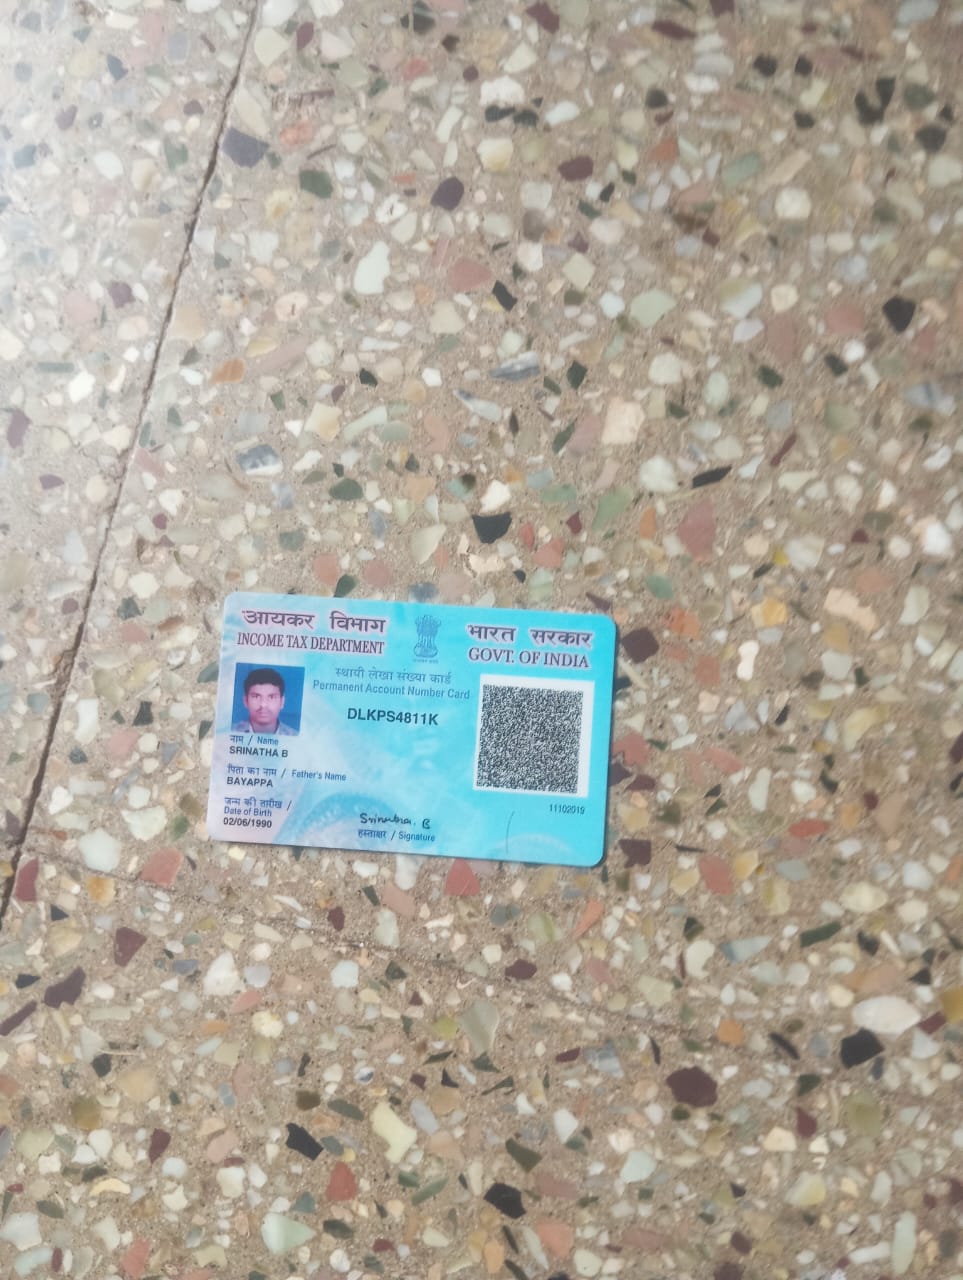 आयकर विभाग
INCOME TAX DEPARTMENT
भारत सरकार
GOVT. OF INDIA
स्थायी लेखा संख्या कार्ड
Permanent Account Number Card
DLKPS4811K
नाम / Name
SRINATHA B
पिता का नाम / Father's Name
BAYAPPA
जन्म की तारीख /
Date of Birth
02/06/1990
Srinatha. B
हस्ताक्षर / Signature
11102019